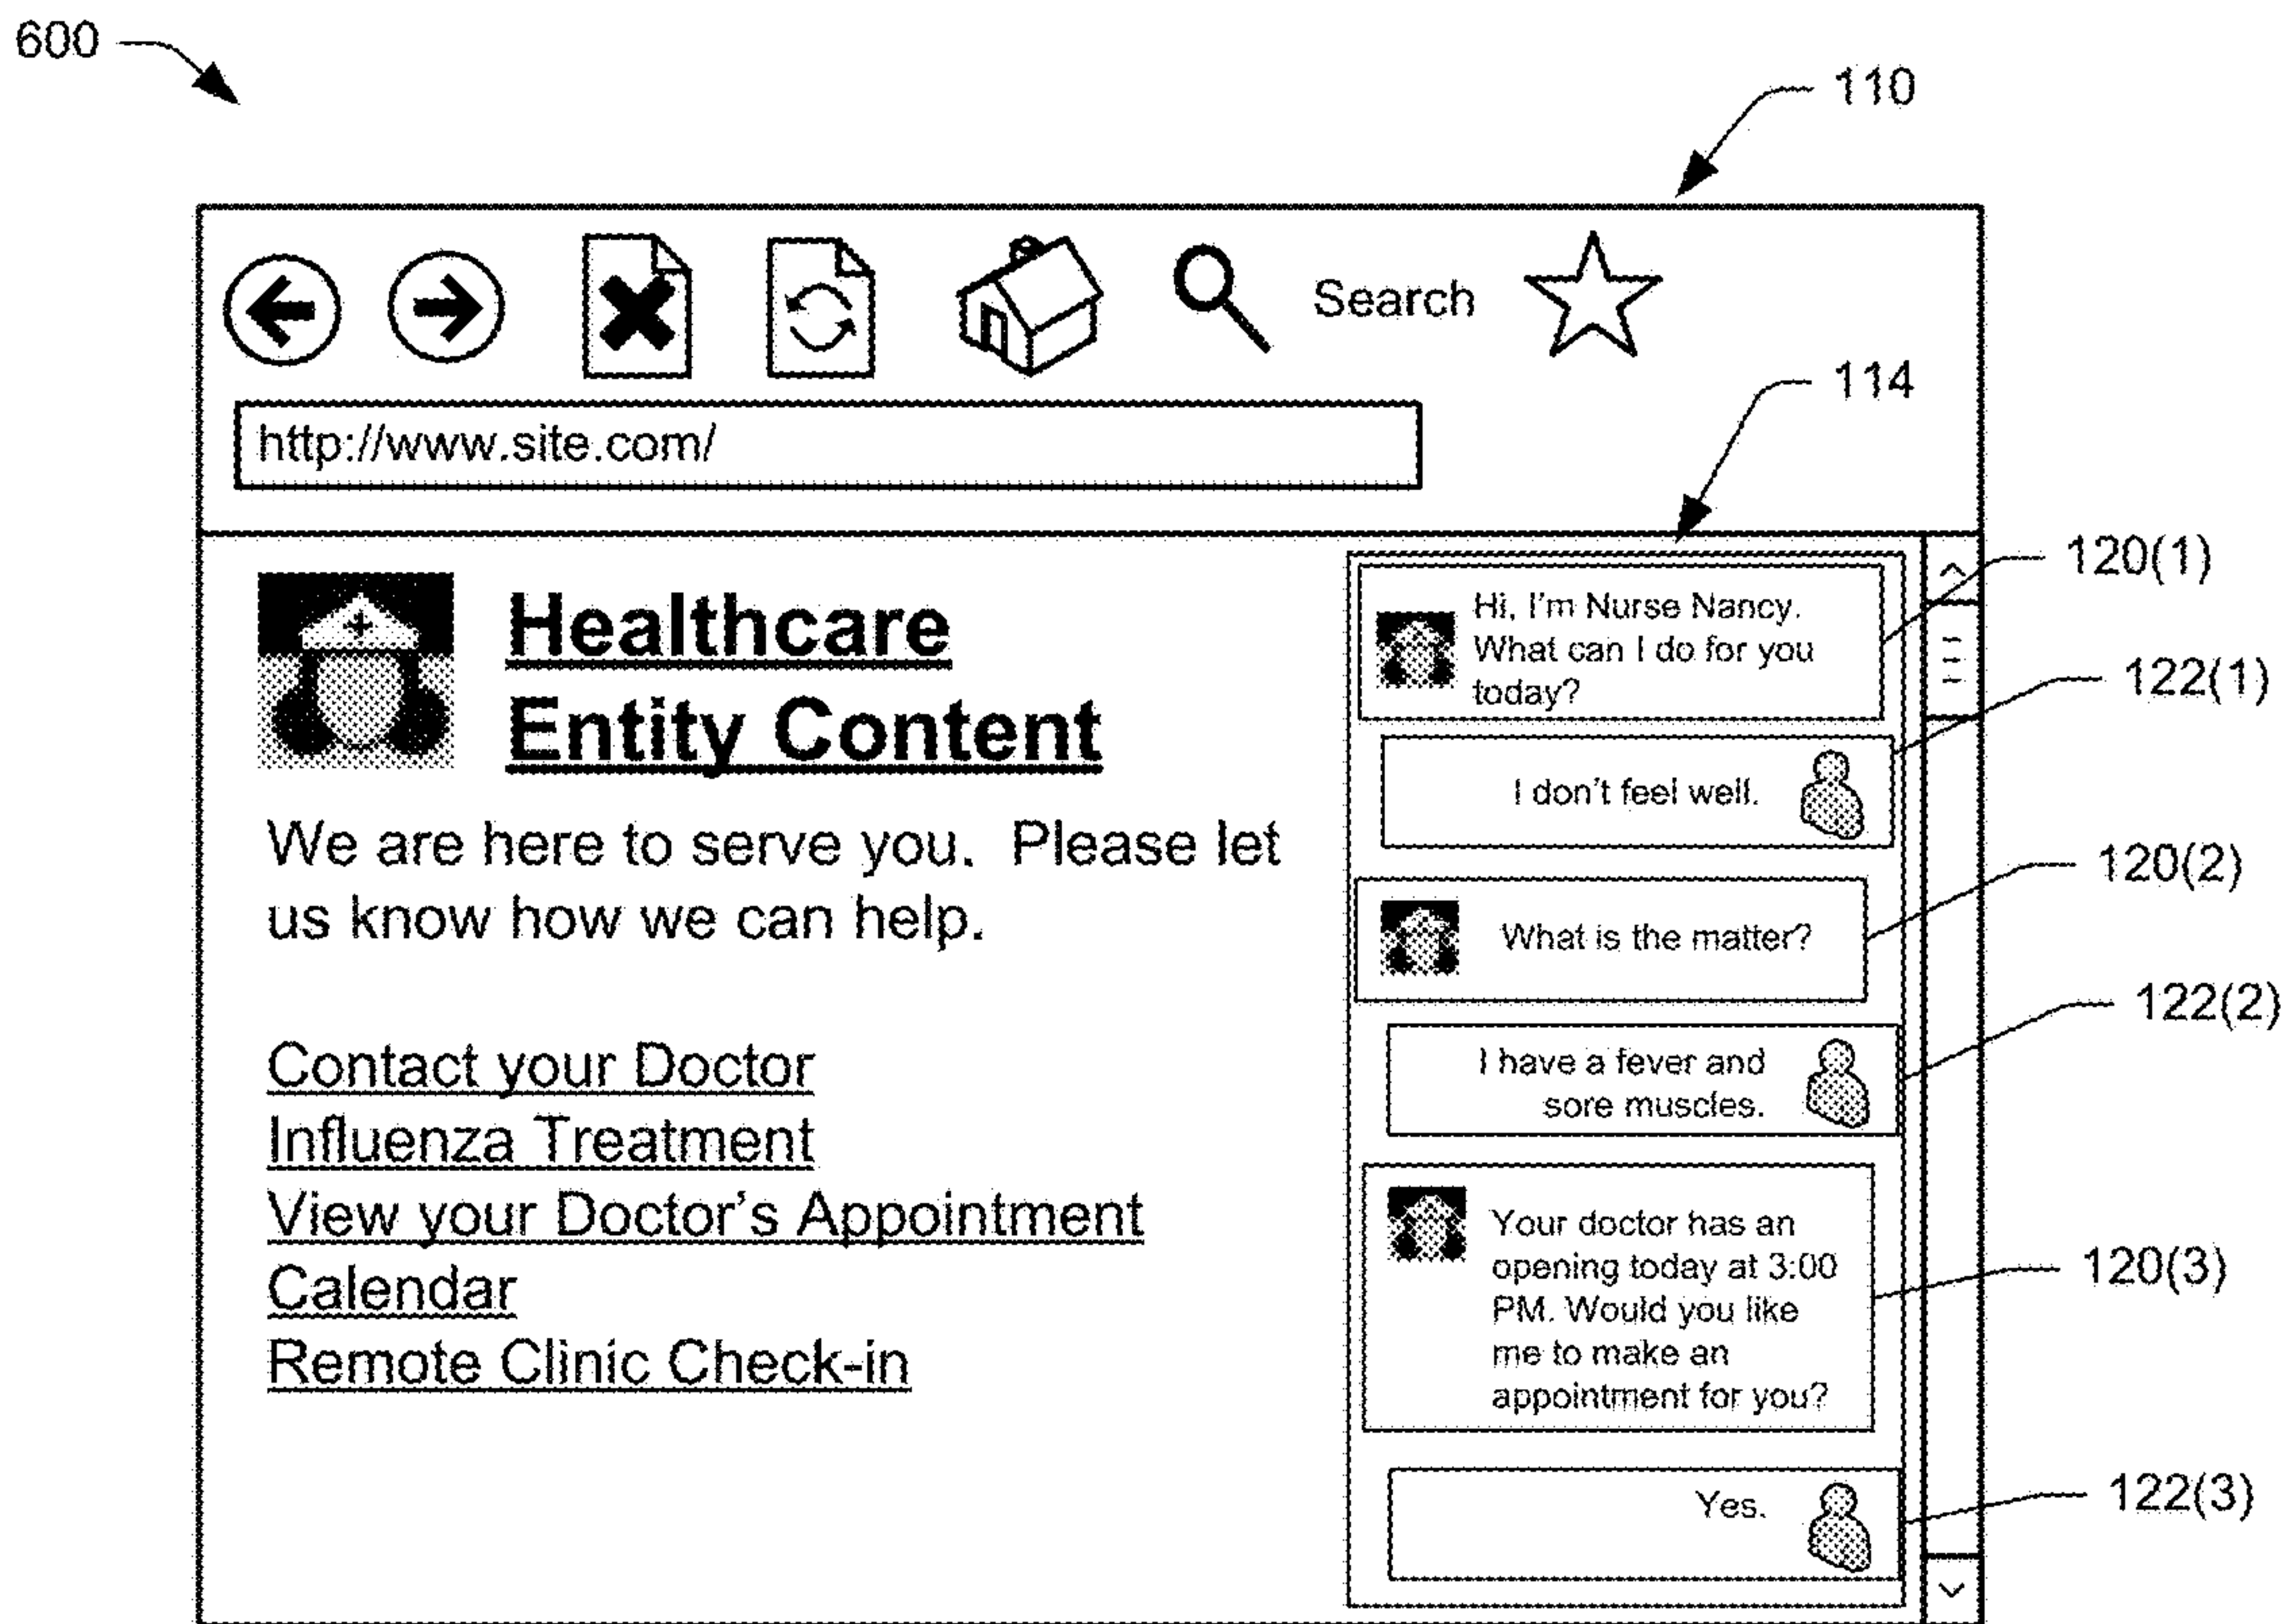 600
110
Search
114
http://www.site.com/
Healthcare
Entity Content
We are here to serve you.  Please let
us know how we can help.
Contact your Doctor
Influenza Treatment
View your Doctor's Appointment
Calendar
Remote Clinic Check-in
Hi, I'm Nurse Nancy.
What can I do for you
today?
120(1)
I don't feel well.
122(1)
What is the matter?
120(2)
I have a fever and
sore muscles.
122(2)
Your doctor has an
opening today at 3:00
PM. Would you like
me to make an
appointment for you?
120(3)
Yes.
122(3)